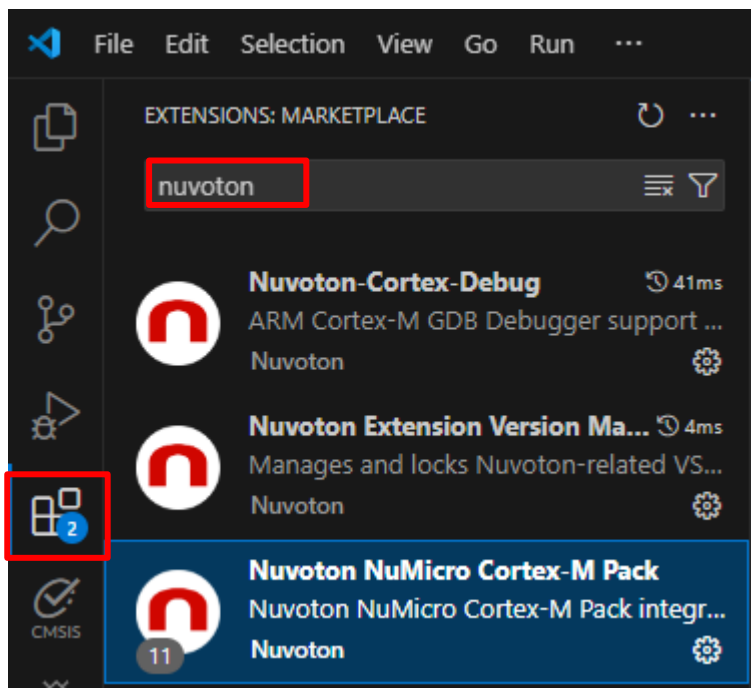 File Edit Selection View Go Run ...
EXTENSIONS: MARKETPLACE
nuvoton
Nuvoton-Cortex-Debug 41ms
ARM Cortex-M GDB Debugger support ...
Nuvoton
Nuvoton Extension Version Ma... 4ms
Manages and locks Nuvoton-related VS...
Nuvoton
2
Nuvoton NuMicro Cortex-M Pack
Nuvoton NuMicro Cortex-M Pack integr...
Nuvoton
11
CMSIS